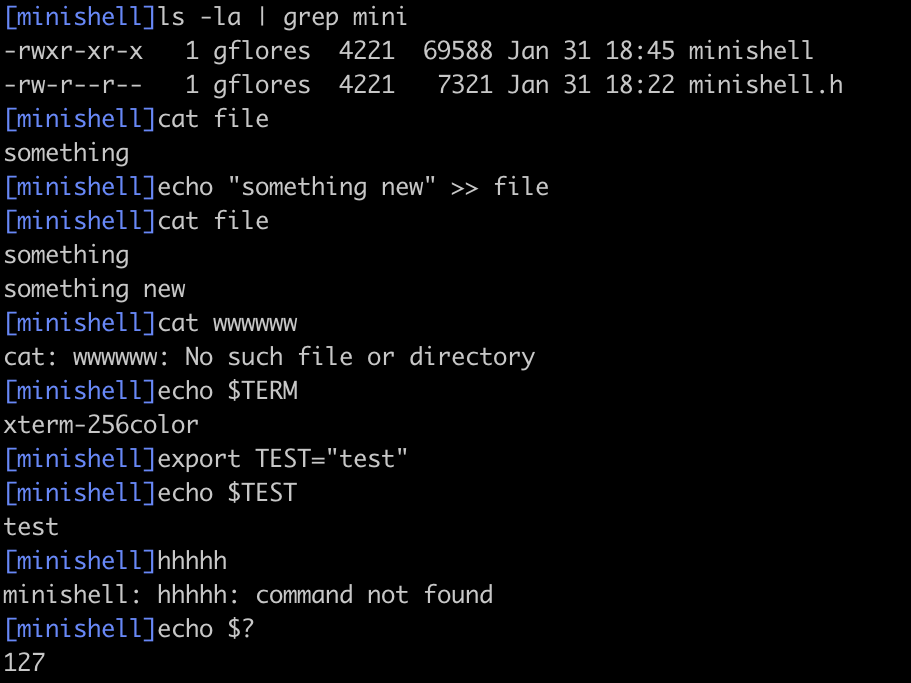 [minishell]ls -la | grep mini
-rwxr-xr-x   1 gflores  4221  69588 Jan 31 18:45 minishell
-rw-r--r--   1 gflores  4221   7321 Jan 31 18:22 minishell.h
[minishell]cat file
something
[minishell]echo "something new" >> file
[minishell]cat file
something
something new
[minishell]cat wwwwww
cat: wwwwww: No such file or directory
[minishell]echo $TERM
xterm-256color
[minishell]export TEST="test"
[minishell]echo $TEST
test
[minishell]hhhhh
minishell: hhhhh: command not found
[minishell]echo $?
127